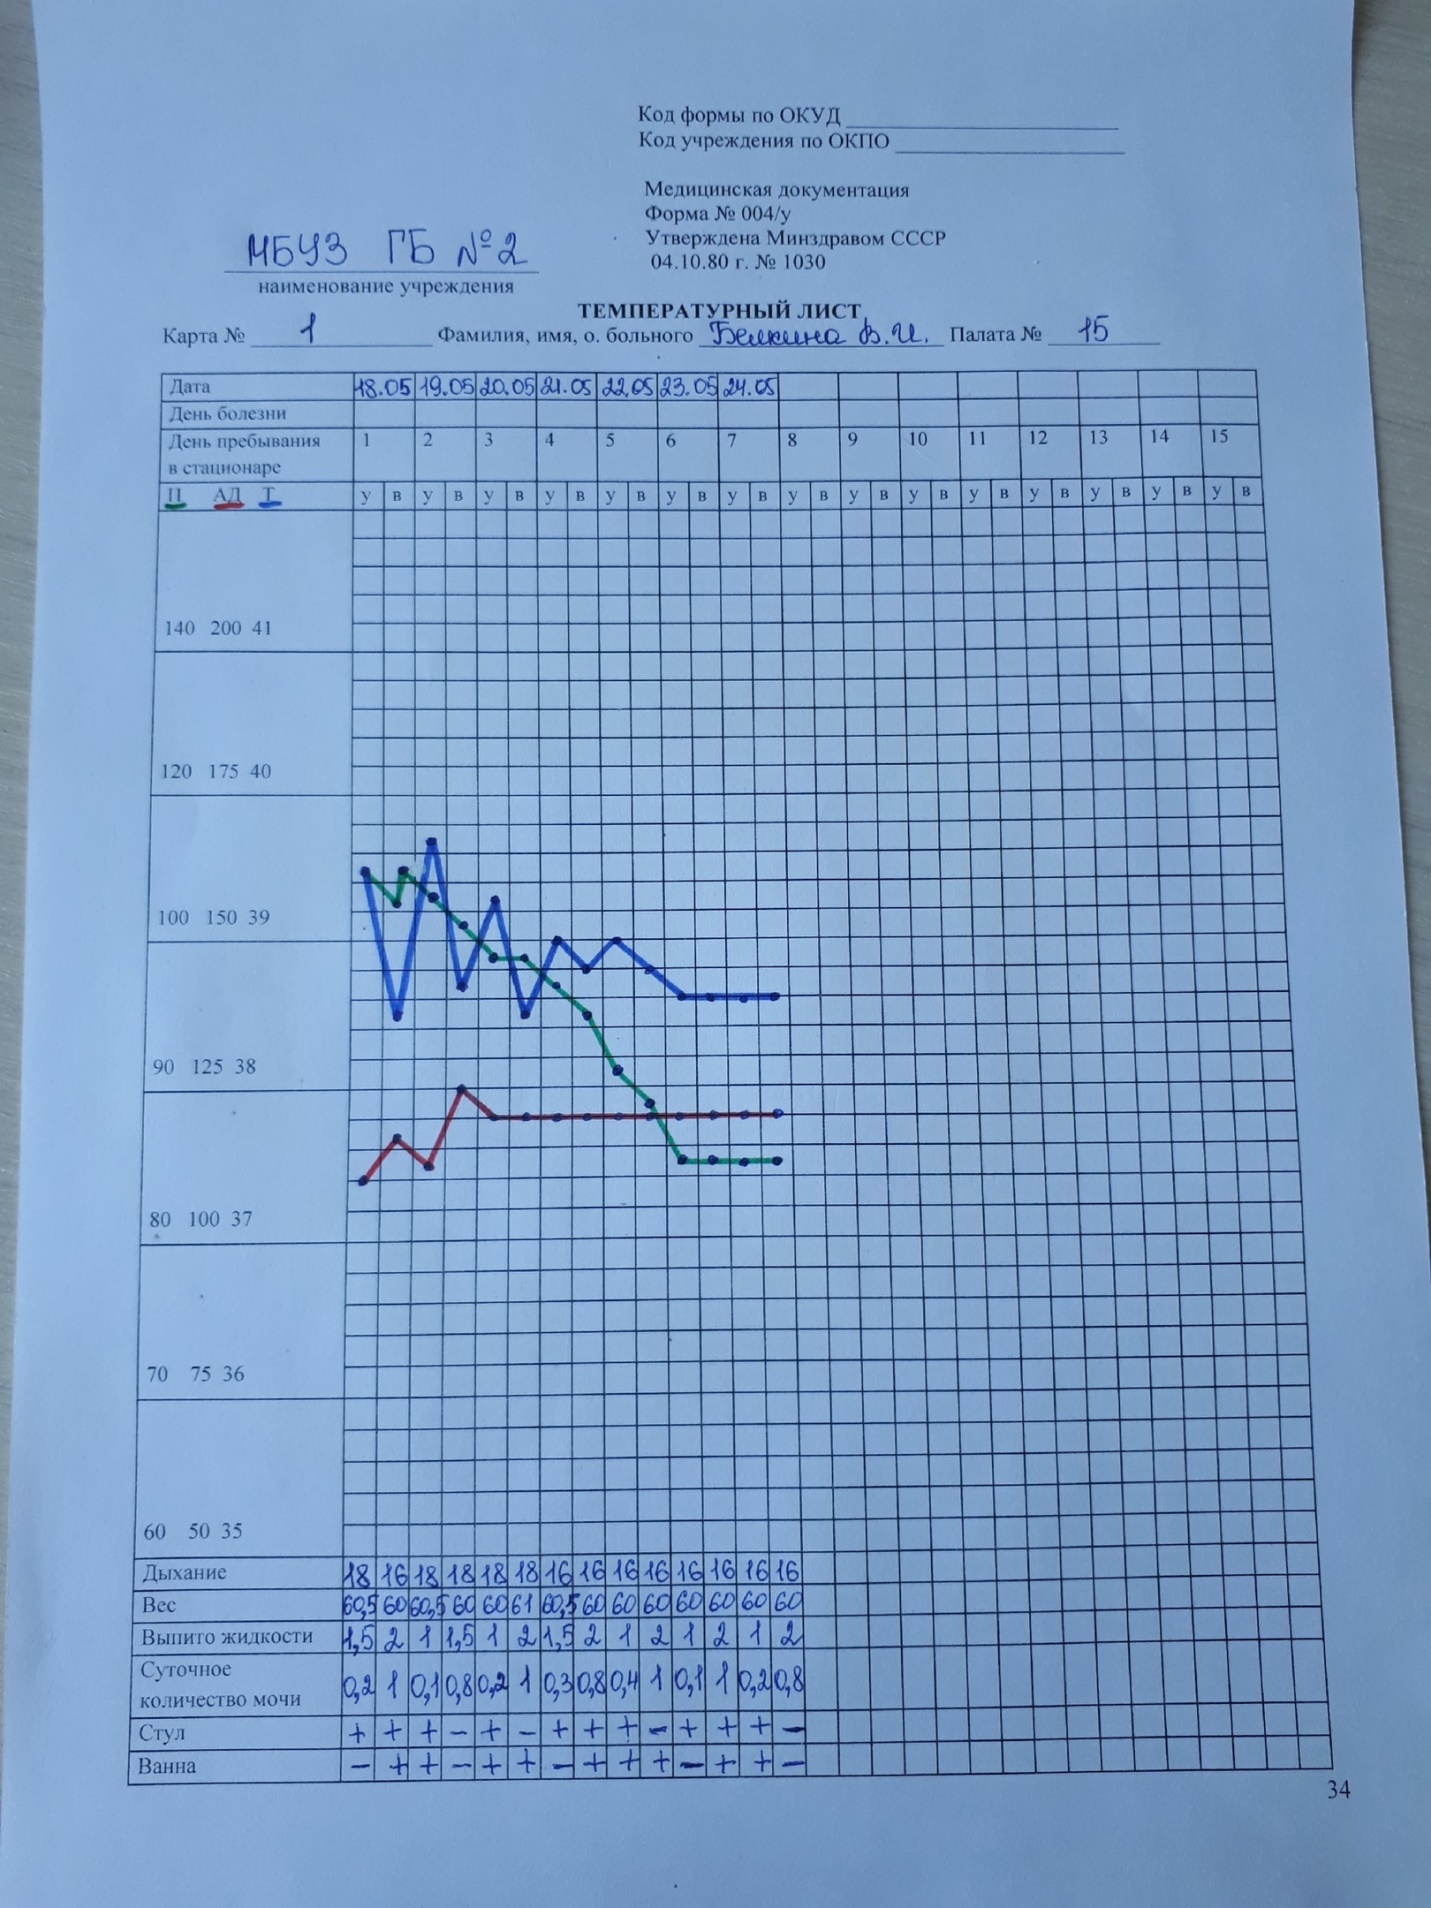 Код формы по ОКУД
Код учреждения по ОКПО
Медицинская документация
Форма № 004/у
Утверждена Минздравом СССР
04.10.80 г. № 1030
МБУЗ ГБ №2
наименование учреждения
ТЕМПЕРАТУРНЫЙ ЛИСТ
Карта № 1 Фамилия, имя, о. больного Белкина В.И. Палата № 15
Дата 18.05 19.05 20.05 21.05 22.05 23.05 24.05
День болезни
День пребывания 1 2 3 4 5 6 7 8 9 10 11 12 13 14 15
в стационаре
П АД Т у в у в у в у в у в у в у в у в у в у в у в у в у в у в у в
140 200 41
120 175 40
100 150 39
90 125 38
80 100 37
70 75 36
60 50 35
Дыхание 18 16 18 18 18 18 16 16 16 16 16 16 16 16
Вес 60,5 60 60,5 60 60 61 60,5 60 60 60 60 60 60 60
Выпито жидкости 1,5 2 1 1,5 1 2 1,5 2 1 2 1 2 1 2
Суточное
количество мочи 0,2 1 0,1 0,8 0,2 1 0,3 0,8 0,4 1 0,1 1 0,2 0,8
Стул + + + − + − + + + − + + + −
Ванна − + + − + + − + + + − + + −
34